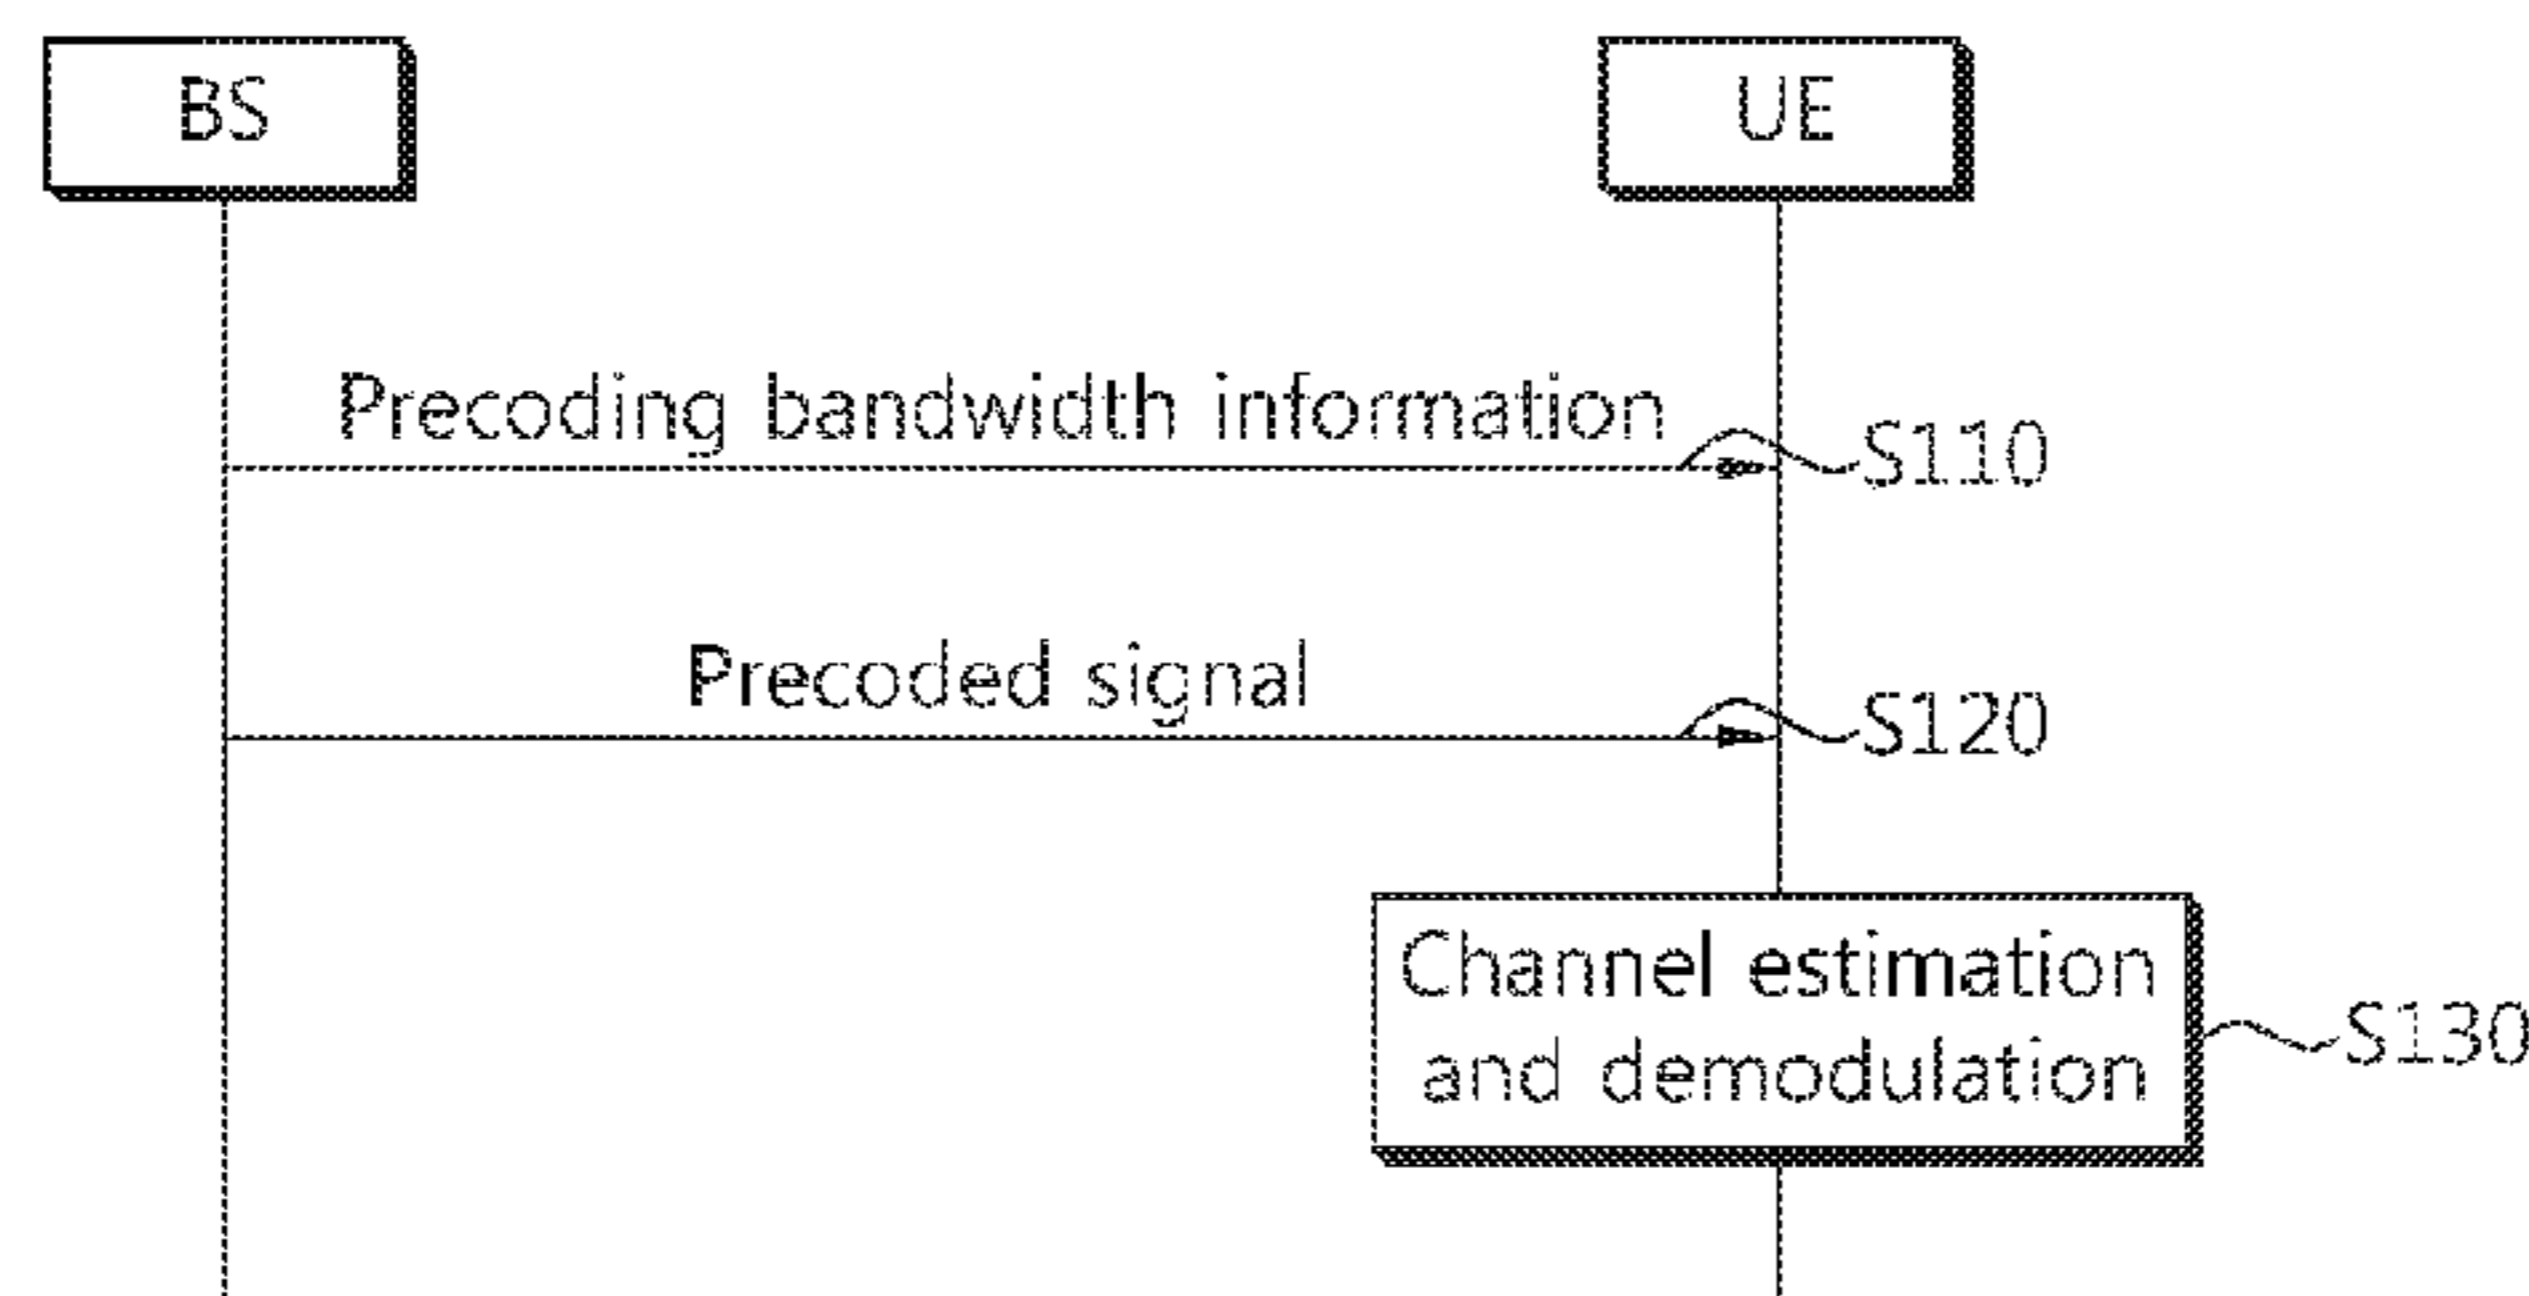 BS
UE
Precoding bandwidth information
S110
Precoded signal
S120
Channel estimation
and demodulation
S130